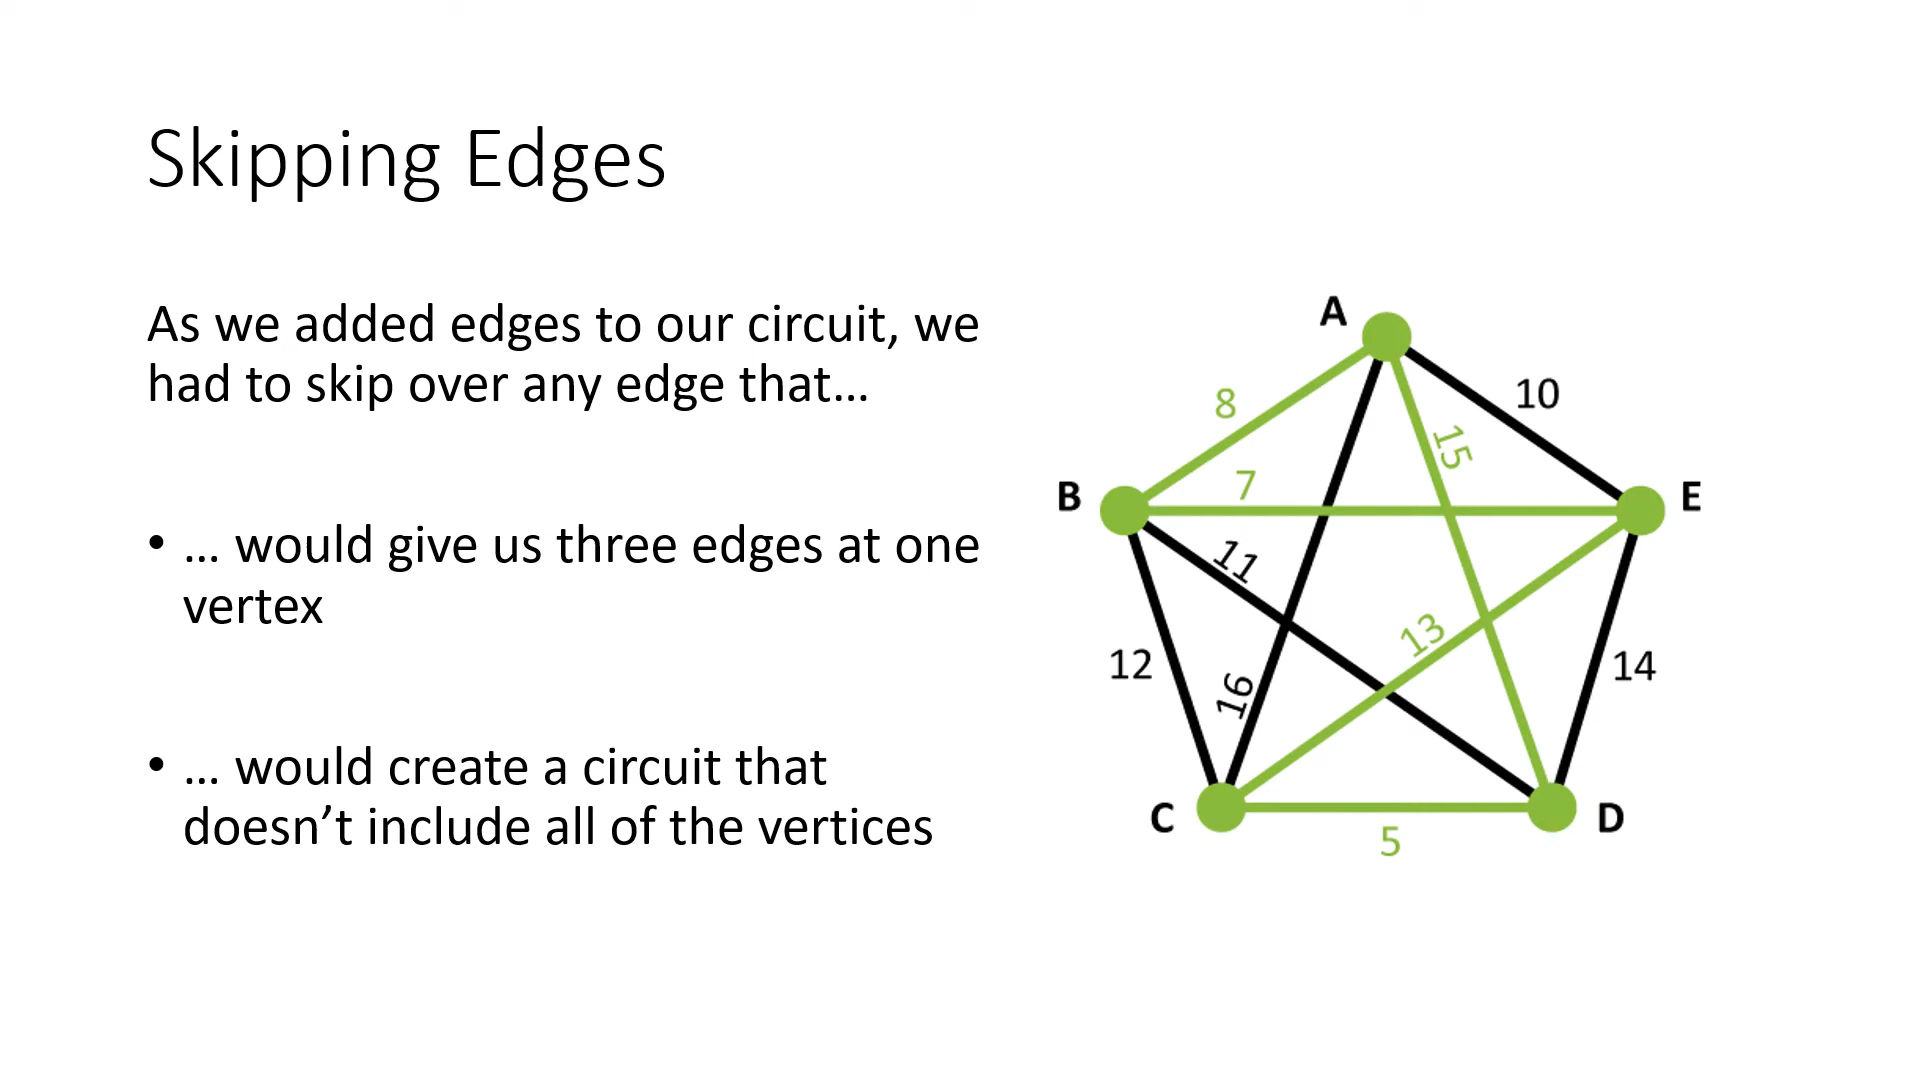 Skipping Edges
As we added edges to our circuit, we
had to skip over any edge that…
• … would give us three edges at one
vertex
• … would create a circuit that
doesn’t include all of the vertices
A
8
10
15
B
7
E
11
13
12
16
14
C
D
5